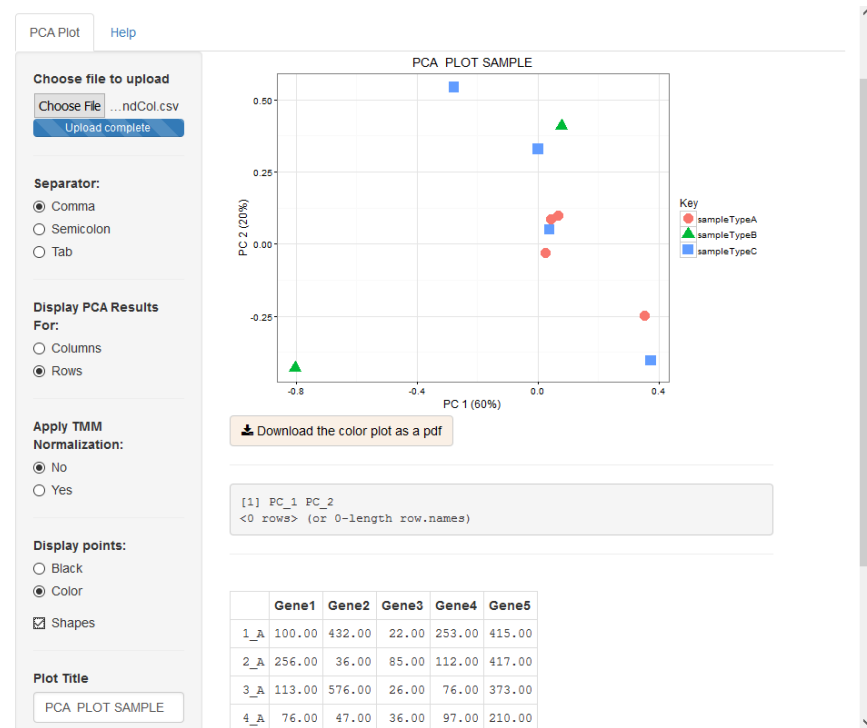 PCA Plot
Help
Choose file to upload
Choose File ...ndCol.csv
Upload complete
Separator:
Comma
Semicolon
Tab
Display PCA Results
For:
Columns
Rows
Apply TMM
Normalization:
No
Yes
Display points:
Black
Color
Shapes
Plot Title
PCA PLOT SAMPLE
PCA PLOT SAMPLE
0.50
0.25
0.00
-0.25
PC 2 (20%)
-0.8 -0.4 0.0 0.4
PC 1 (60%)
Key
sampleTypeA
sampleTypeB
sampleTypeC
Download the color plot as a pdf
[1] PC_1 PC_2
<0 rows> (or 0-length row.names)
Gene1 Gene2 Gene3 Gene4 Gene5
1_A 100.00 432.00 22.00 253.00 415.00
2_A 256.00 36.00 85.00 112.00 417.00
3_A 113.00 576.00 26.00 76.00 373.00
4_A 76.00 47.00 36.00 97.00 210.00